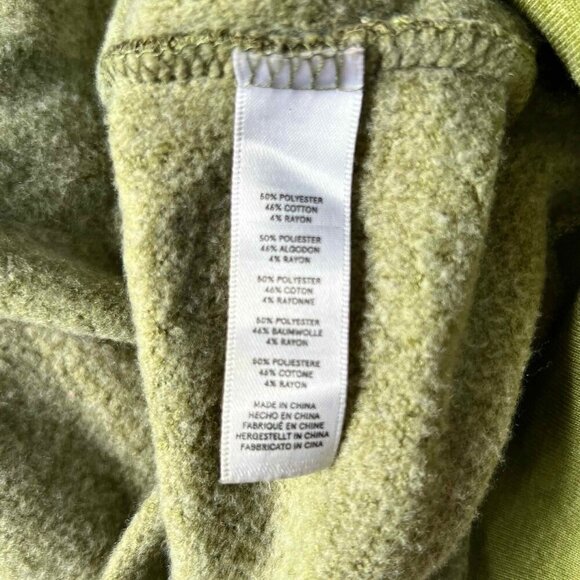 50% POLYESTER
46% COTTON
4% RAYON
50% POLIESTER
46% ALGODON
4% RAYON
50% POLYESTER
46% COTON
4% RAYONNE
50% POLYESTER
46% BAUMWOLLE
4% RAYON
50% POLIESTERE
46% COTONE
4% RAYON
MADE IN CHINA
HECHO EN CHINA
FABRIQUÉ EN CHINE
HERGESTELLT IN CHINA
FABBRICATO IN CINA